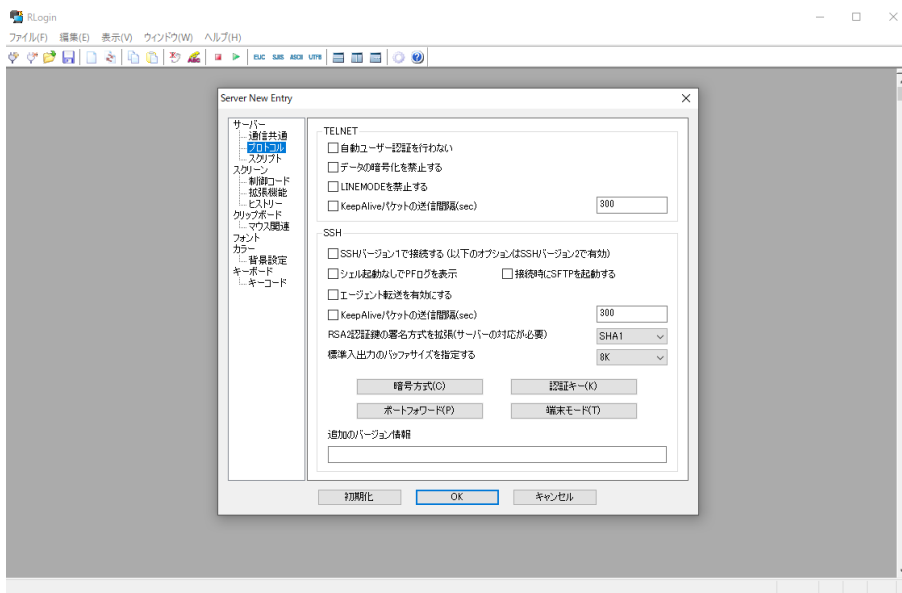 RLogin
ファイル(F) 編集(E) 表示(V) ウィンドウ(W) ヘルプ(H)
EUC SJIS ASCII UTF8
Server New Entry
サーバー
通信共通
プロトコル
スクリプト
スクリーン
制御コード
拡張機能
ヒストリー
クリップボード
マウス関連
フォント
カラー
背景設定
キーボード
キーコード
TELNET
自動ユーザー認証を行わない
データの暗号化を禁止する
LINEMODEを禁止する
KeepAliveパケットの送信間隔(sec) 300
SSH
SSHバージョン1で接続する(以下のオプションはSSHバージョン2で有効)
シェル起動なしでPFログを表示 接続時にSFTPを起動する
エージェント転送を有効にする
KeepAliveパケットの送信間隔(sec) 300
RSA2認証鍵の署名方式を拡張(サーバーの対応が必要) SHA1
標準入出力のバッファサイズを指定する 8K
暗号方式(C) 認証キー(K)
ポートフォワード(P) 端末モード(T)
追加のバージョン情報
初期化 OK キャンセル